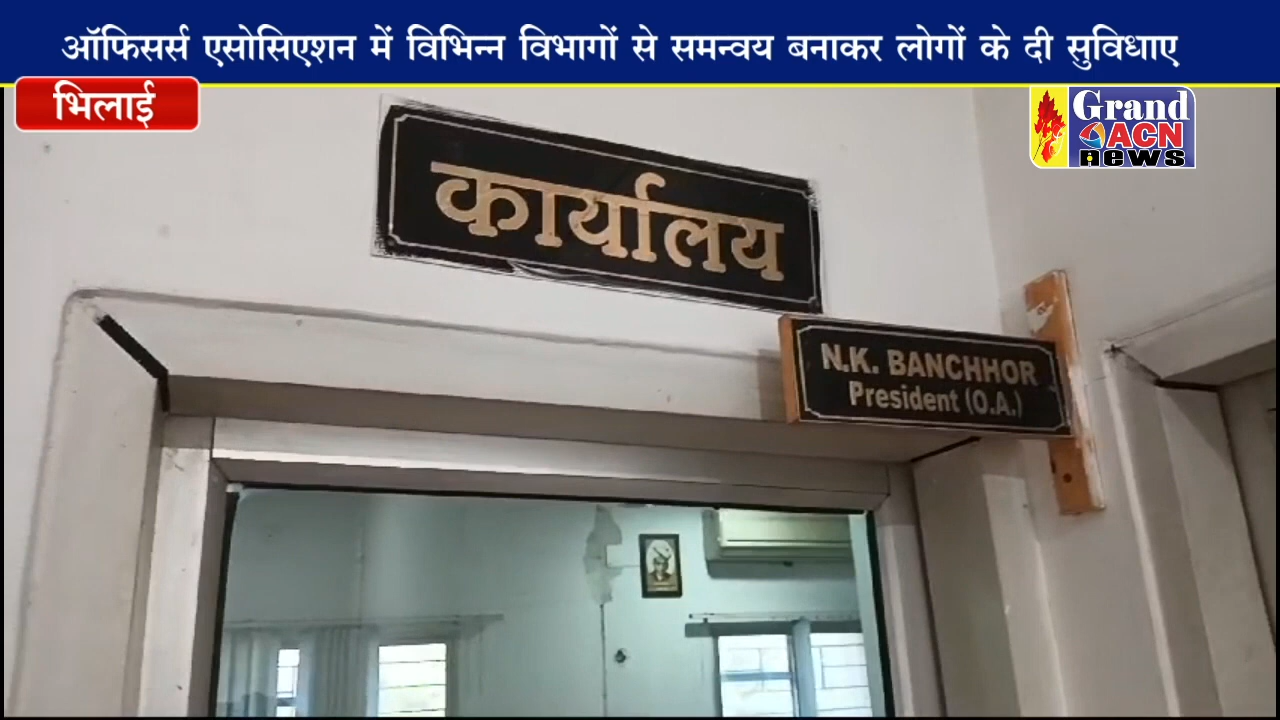 ऑफिसर्स एसोसिएशन में विभिन्न विभागों से समन्वय बनाकर लोगों के दी सुविधाए
भिलाई
Grand
ACN
news
कार्यालय
N.K. BANCHHOR
President (O.A.)